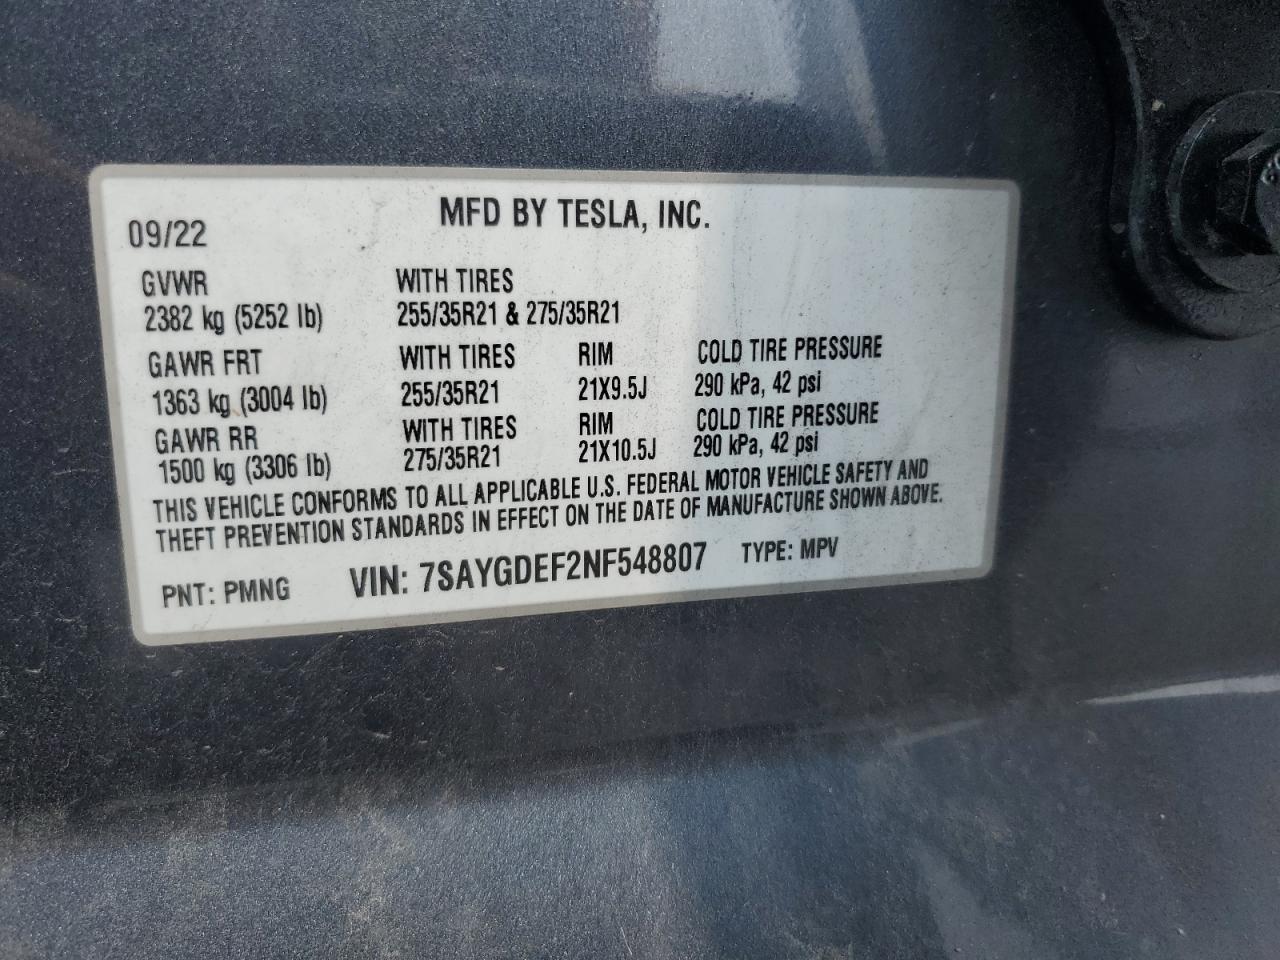 MFD BY TESLA, INC.
09/22
GVWR WITH TIRES
2382 kg (5252 lb) 255/35R21 & 275/35R21
GAWR FRT WITH TIRES RIM COLD TIRE PRESSURE
1363 kg (3004 lb) 255/35R21 21X9.5J 290 kPa, 42 psi
GAWR RR WITH TIRES RIM COLD TIRE PRESSURE
1500 kg (3306 lb) 275/35R21 21X10.5J 290 kPa, 42 psi
THIS VEHICLE CONFORMS TO ALL APPLICABLE U.S. FEDERAL MOTOR VEHICLE SAFETY AND
THEFT PREVENTION STANDARDS IN EFFECT ON THE DATE OF MANUFACTURE SHOWN ABOVE.
PNT: PMNG VIN: 7SAYGDEF2NF548807 TYPE: MPV